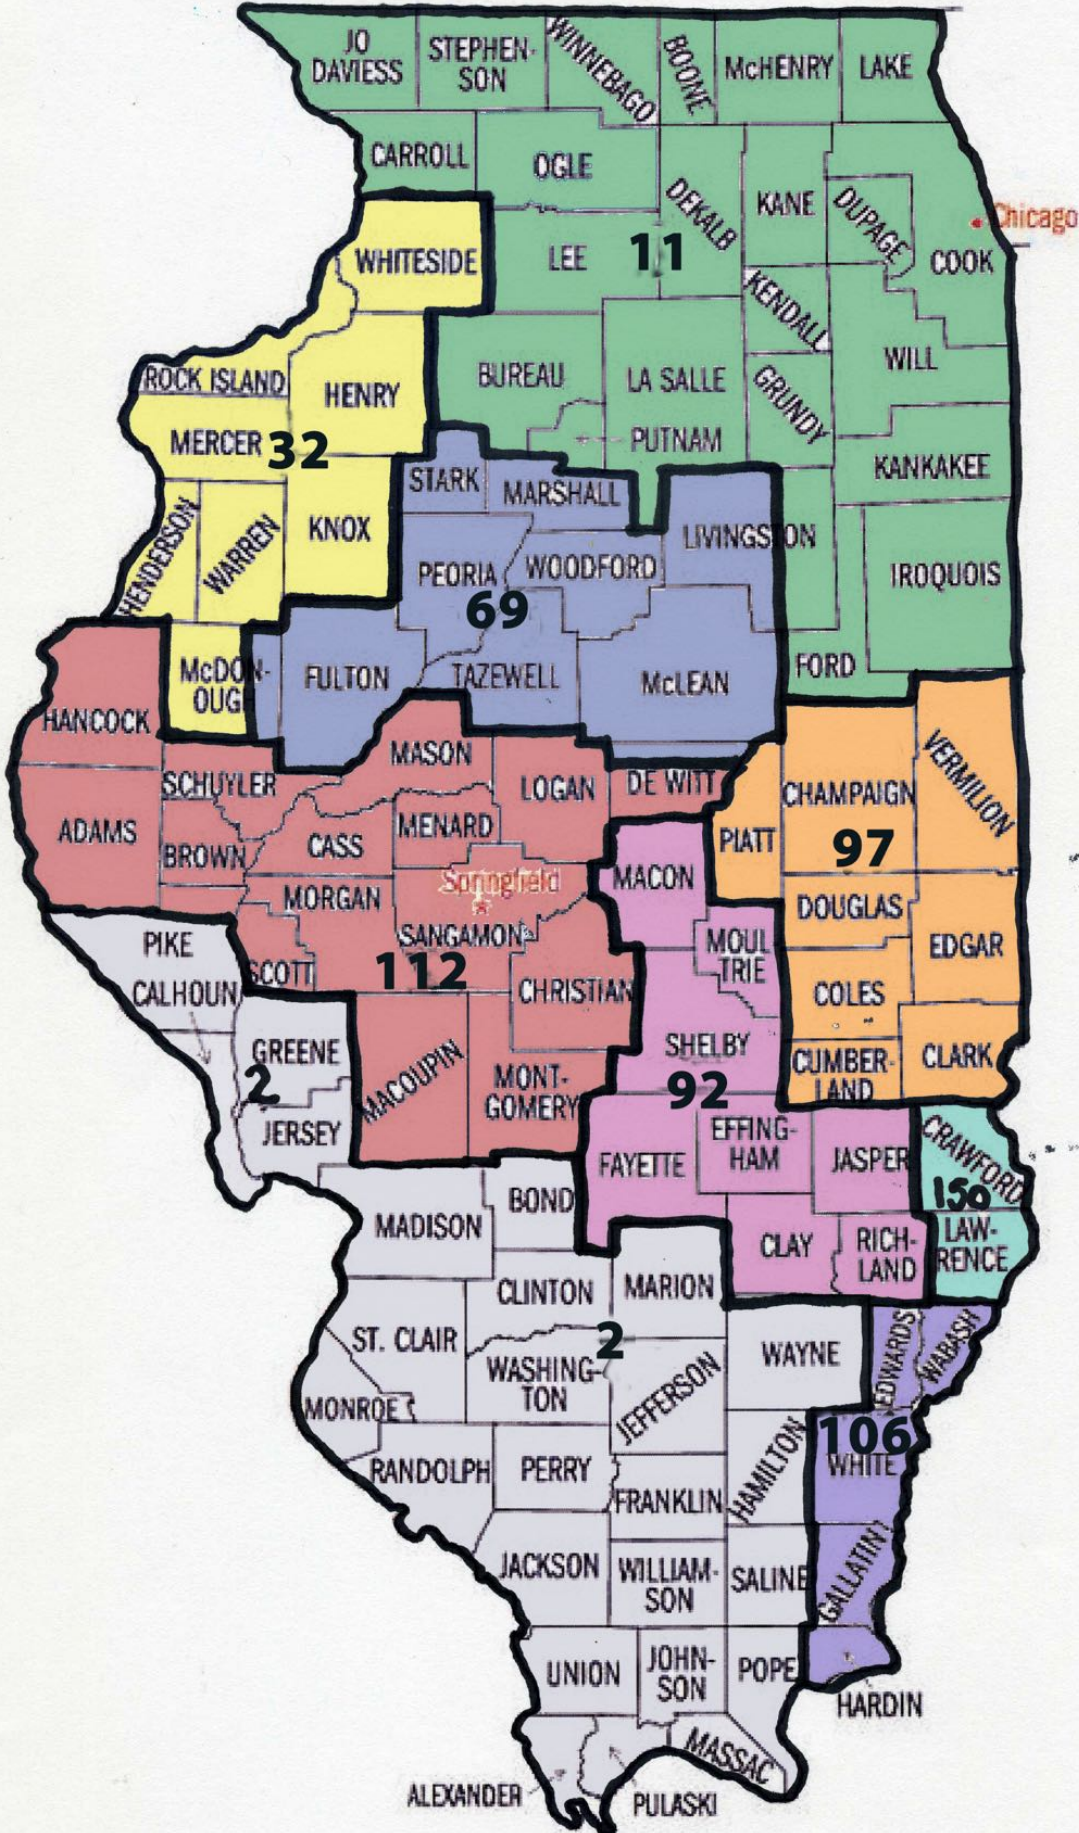 JO
DAVIESS
STEPHEN-
SON
WINNEBAGO
BOONE
McHENRY
LAKE
CARROLL
OGLE
DEKALB
KANE
DUPAGE
Chicago
COOK
WHITESIDE
LEE
11
KENDALL
WILL
ROCK ISLAND
HENRY
BUREAU
LA SALLE
GRUNDY
MERCER
32
PUTNAM
KANKAKEE
STARK
MARSHALL
HENDERSON
WARREN
KNOX
LIVINGSTON
PEORIA
WOODFORD
IROQUOIS
69
McDON-
OUGH
FULTON
TAZEWELL
McLEAN
FORD
HANCOCK
MASON
VERMILION
SCHUYLER
LOGAN
DE WITT
CHAMPAIGN
ADAMS
MENARD
PIATT
97
BROWN
CASS
MACON
Springfield
MORGAN
DOUGLAS
SANGAMON
MOUL
TRIE
EDGAR
PIKE
SCOTT
112
CHRISTIAN
COLES
CALHOUN
GREENE
SHELBY
CUMBER-
LAND
CLARK
2
MACOUPIN
MONT-
GOMERY
92
JERSEY
FAYETTE
EFFING-
HAM
JASPER
CRAWFORD
150
BOND
MADISON
CLAY
RICH-
LAND
LAW-
RENCE
CLINTON
MARION
ST. CLAIR
2
WAYNE
EDWARDS
WABASH
WASHING-
TON
JEFFERSON
MONROE
106
WHITE
RANDOLPH
PERRY
FRANKLIN
HAMILTON
JACKSON
WILLIAM-
SON
SALINE
GALLATIN
UNION
JOHN-
SON
POPE
HARDIN
MASSAC
ALEXANDER
PULASKI